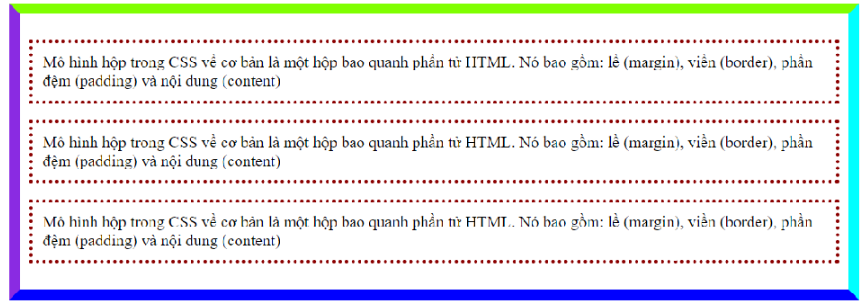 Mô hình hộp trong CSS về cơ bản là một hộp bao quanh phần tử HTML. Nó bao gồm: lề (margin), viền (border), phần
đệm (padding) và nội dung (content)
Mô hình hộp trong CSS về cơ bản là một hộp bao quanh phần tử HTML. Nó bao gồm: lề (margin), viền (border), phần
đệm (padding) và nội dung (content)
Mô hình hộp trong CSS về cơ bản là một hộp bao quanh phần tử HTML. Nó bao gồm: lề (margin), viền (border), phần
đệm (padding) và nội dung (content)